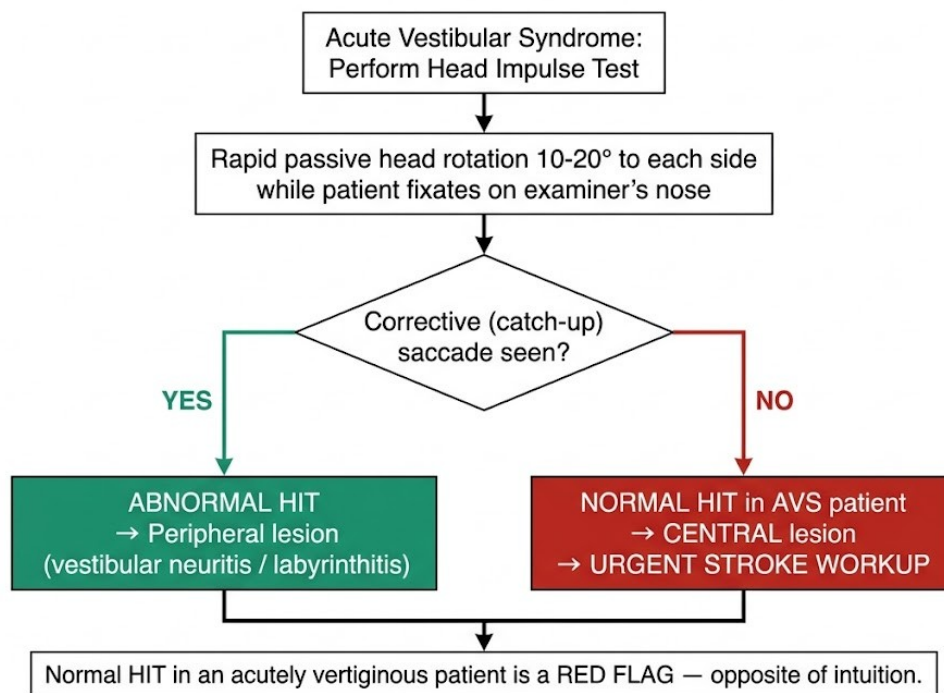 Acute Vestibular Syndrome:
Perform Head Impulse Test
Rapid passive head rotation 10-20° to each side
while patient fixates on examiner's nose
Corrective (catch-up)
saccade seen?
YES
NO
ABNORMAL HIT
→ Peripheral lesion
(vestibular neuritis / labyrinthitis)
NORMAL HIT in AVS patient
→ CENTRAL lesion
→ URGENT STROKE WORKUP
Normal HIT in an acutely vertiginous patient is a RED FLAG — opposite of intuition.